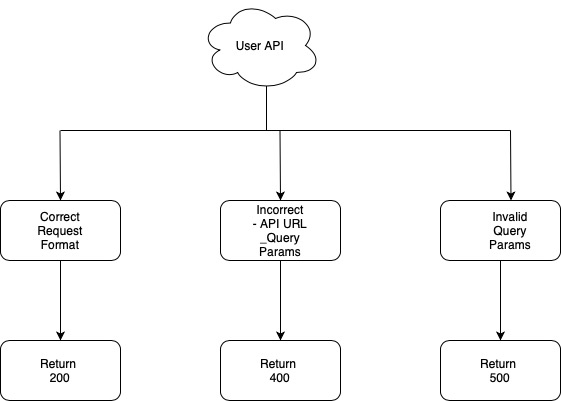 User API
Correct
Request
Format
Incorrect
- API URL
_Query
Params
Invalid
Query
Params
Return
200
Return
400
Return
500